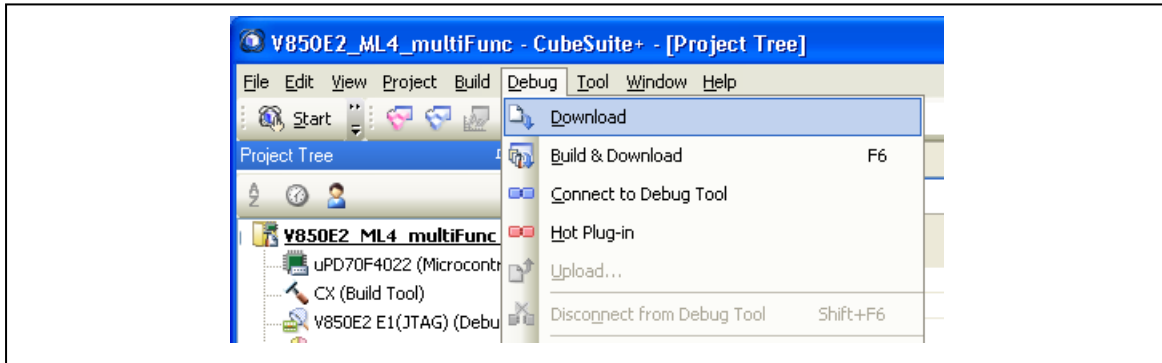 V850E2_ML4_multiFunc - CubeSuite+ - [Project Tree]
File Edit View Project Build Debug Tool Window Help
Start Download
Project Tree Build & Download F6
Connect to Debug Tool
V850E2_ML4_multiFunc Hot Plug-in
uPD70F4022 (Microcontr Upload...
CX (Build Tool)
V850E2 E1(JTAG) (Debu Disconnect from Debug Tool Shift+F6